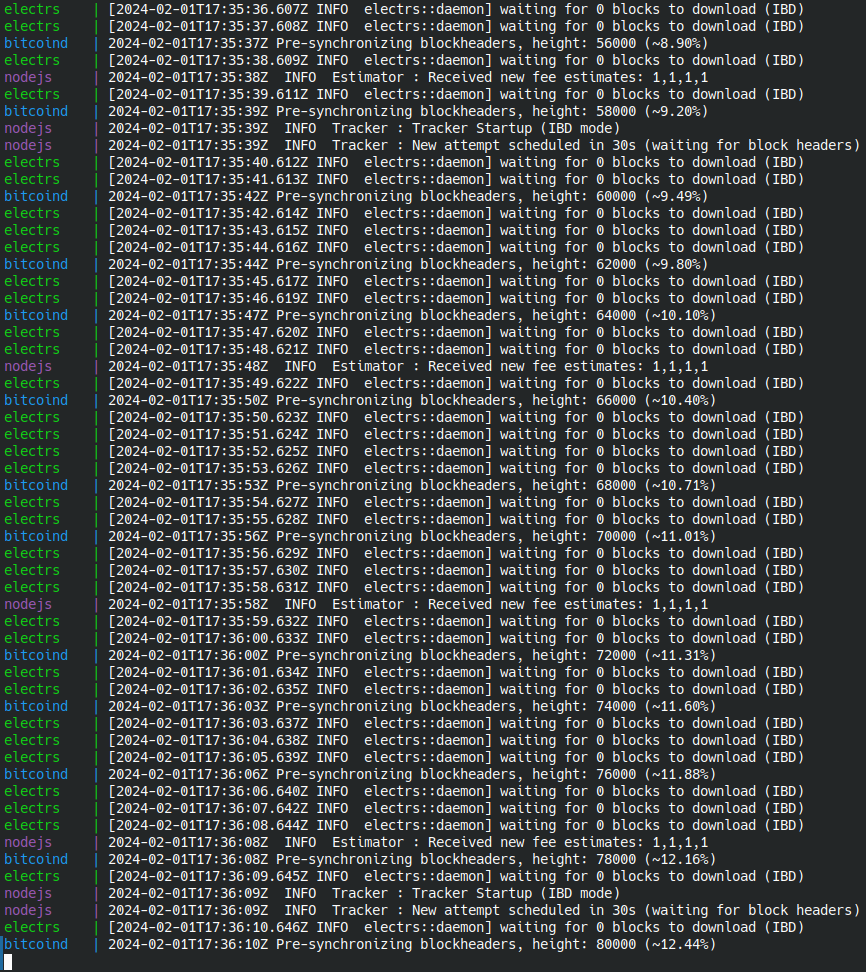 electrs | [2024-02-01T17:35:36.607Z INFO electrs::daemon] waiting for 0 blocks to download (IBD)
electrs | [2024-02-01T17:35:37.608Z INFO electrs::daemon] waiting for 0 blocks to download (IBD)
bitcoind | 2024-02-01T17:35:37Z Pre-synchronizing blockheaders, height: 56000 (~8.90%)
electrs | [2024-02-01T17:35:38.609Z INFO electrs::daemon] waiting for 0 blocks to download (IBD)
nodejs | 2024-02-01T17:35:38Z INFO Estimator : Received new fee estimates: 1,1,1,1
electrs | [2024-02-01T17:35:39.611Z INFO electrs::daemon] waiting for 0 blocks to download (IBD)
bitcoind | 2024-02-01T17:35:39Z Pre-synchronizing blockheaders, height: 58000 (~9.20%)
nodejs | 2024-02-01T17:35:39Z INFO Tracker : Tracker Startup (IBD mode)
nodejs | 2024-02-01T17:35:39Z INFO Tracker : New attempt scheduled in 30s (waiting for block headers)
electrs | [2024-02-01T17:35:40.612Z INFO electrs::daemon] waiting for 0 blocks to download (IBD)
electrs | [2024-02-01T17:35:41.613Z INFO electrs::daemon] waiting for 0 blocks to download (IBD)
bitcoind | 2024-02-01T17:35:42Z Pre-synchronizing blockheaders, height: 60000 (~9.49%)
electrs | [2024-02-01T17:35:42.614Z INFO electrs::daemon] waiting for 0 blocks to download (IBD)
electrs | [2024-02-01T17:35:43.615Z INFO electrs::daemon] waiting for 0 blocks to download (IBD)
electrs | [2024-02-01T17:35:44.616Z INFO electrs::daemon] waiting for 0 blocks to download (IBD)
bitcoind | 2024-02-01T17:35:44Z Pre-synchronizing blockheaders, height: 62000 (~9.80%)
electrs | [2024-02-01T17:35:45.617Z INFO electrs::daemon] waiting for 0 blocks to download (IBD)
electrs | [2024-02-01T17:35:46.619Z INFO electrs::daemon] waiting for 0 blocks to download (IBD)
bitcoind | 2024-02-01T17:35:47Z Pre-synchronizing blockheaders, height: 64000 (~10.10%)
electrs | [2024-02-01T17:35:47.620Z INFO electrs::daemon] waiting for 0 blocks to download (IBD)
electrs | [2024-02-01T17:35:48.621Z INFO electrs::daemon] waiting for 0 blocks to download (IBD)
nodejs | 2024-02-01T17:35:48Z INFO Estimator : Received new fee estimates: 1,1,1,1
electrs | [2024-02-01T17:35:49.622Z INFO electrs::daemon] waiting for 0 blocks to download (IBD)
bitcoind | 2024-02-01T17:35:50Z Pre-synchronizing blockheaders, height: 66000 (~10.40%)
electrs | [2024-02-01T17:35:50.623Z INFO electrs::daemon] waiting for 0 blocks to download (IBD)
electrs | [2024-02-01T17:35:51.624Z INFO electrs::daemon] waiting for 0 blocks to download (IBD)
electrs | [2024-02-01T17:35:52.625Z INFO electrs::daemon] waiting for 0 blocks to download (IBD)
electrs | [2024-02-01T17:35:53.626Z INFO electrs::daemon] waiting for 0 blocks to download (IBD)
bitcoind | 2024-02-01T17:35:53Z Pre-synchronizing blockheaders, height: 68000 (~10.71%)
electrs | [2024-02-01T17:35:54.627Z INFO electrs::daemon] waiting for 0 blocks to download (IBD)
electrs | [2024-02-01T17:35:55.628Z INFO electrs::daemon] waiting for 0 blocks to download (IBD)
bitcoind | 2024-02-01T17:35:56Z Pre-synchronizing blockheaders, height: 70000 (~11.01%)
electrs | [2024-02-01T17:35:56.629Z INFO electrs::daemon] waiting for 0 blocks to download (IBD)
electrs | [2024-02-01T17:35:57.630Z INFO electrs::daemon] waiting for 0 blocks to download (IBD)
electrs | [2024-02-01T17:35:58.631Z INFO electrs::daemon] waiting for 0 blocks to download (IBD)
nodejs | 2024-02-01T17:35:58Z INFO Estimator : Received new fee estimates: 1,1,1,1
electrs | [2024-02-01T17:35:59.632Z INFO electrs::daemon] waiting for 0 blocks to download (IBD)
electrs | [2024-02-01T17:36:00.633Z INFO electrs::daemon] waiting for 0 blocks to download (IBD)
bitcoind | 2024-02-01T17:36:00Z Pre-synchronizing blockheaders, height: 72000 (~11.31%)
electrs | [2024-02-01T17:36:01.634Z INFO electrs::daemon] waiting for 0 blocks to download (IBD)
electrs | [2024-02-01T17:36:02.635Z INFO electrs::daemon] waiting for 0 blocks to download (IBD)
bitcoind | 2024-02-01T17:36:03Z Pre-synchronizing blockheaders, height: 74000 (~11.60%)
electrs | [2024-02-01T17:36:03.637Z INFO electrs::daemon] waiting for 0 blocks to download (IBD)
electrs | [2024-02-01T17:36:04.638Z INFO electrs::daemon] waiting for 0 blocks to download (IBD)
electrs | [2024-02-01T17:36:05.639Z INFO electrs::daemon] waiting for 0 blocks to download (IBD)
bitcoind | 2024-02-01T17:36:06Z Pre-synchronizing blockheaders, height: 76000 (~11.88%)
electrs | [2024-02-01T17:36:06.640Z INFO electrs::daemon] waiting for 0 blocks to download (IBD)
electrs | [2024-02-01T17:36:07.642Z INFO electrs::daemon] waiting for 0 blocks to download (IBD)
electrs | [2024-02-01T17:36:08.644Z INFO electrs::daemon] waiting for 0 blocks to download (IBD)
nodejs | 2024-02-01T17:36:08Z INFO Estimator : Received new fee estimates: 1,1,1,1
bitcoind | 2024-02-01T17:36:08Z Pre-synchronizing blockheaders, height: 78000 (~12.16%)
electrs | [2024-02-01T17:36:09.645Z INFO electrs::daemon] waiting for 0 blocks to download (IBD)
nodejs | 2024-02-01T17:36:09Z INFO Tracker : Tracker Startup (IBD mode)
nodejs | 2024-02-01T17:36:09Z INFO Tracker : New attempt scheduled in 30s (waiting for block headers)
electrs | [2024-02-01T17:36:10.646Z INFO electrs::daemon] waiting for 0 blocks to download (IBD)
bitcoind | 2024-02-01T17:36:10Z Pre-synchronizing blockheaders, height: 80000 (~12.44%)